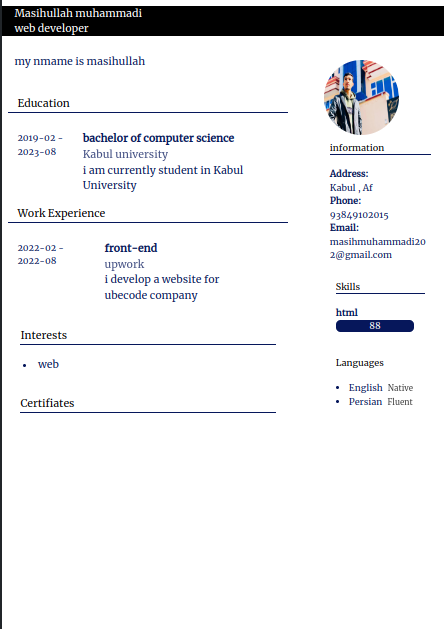 Masihullah muhammadi
web developer
my nmame is masihullah
Education
2019-02 -
2023-08
bachelor of computer science
Kabul university
i am currently student in Kabul
University
Work Experience
2022-02 -
2022-08
front-end
upwork
i develop a website for
ubecode company
Interests
web
Certifiates
information
Address:
Kabul , Af
Phone:
93849102015
Email:
masihmuhammadi20
2@gmail.com
Skills
html
88
Languages
English Native
Persian Fluent